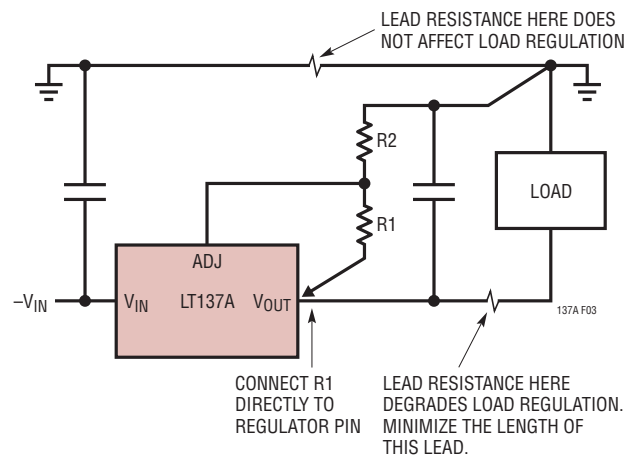 LEAD RESISTANCE HERE DOES
NOT AFFECT LOAD REGULATION
R2
R1
LOAD
ADJ
–VIN
VIN
LT137A
VOUT
137A F03
CONNECT R1
DIRECTLY TO
REGULATOR PIN
LEAD RESISTANCE HERE
DEGRADES LOAD REGULATION.
MINIMIZE THE LENGTH OF
THIS LEAD.